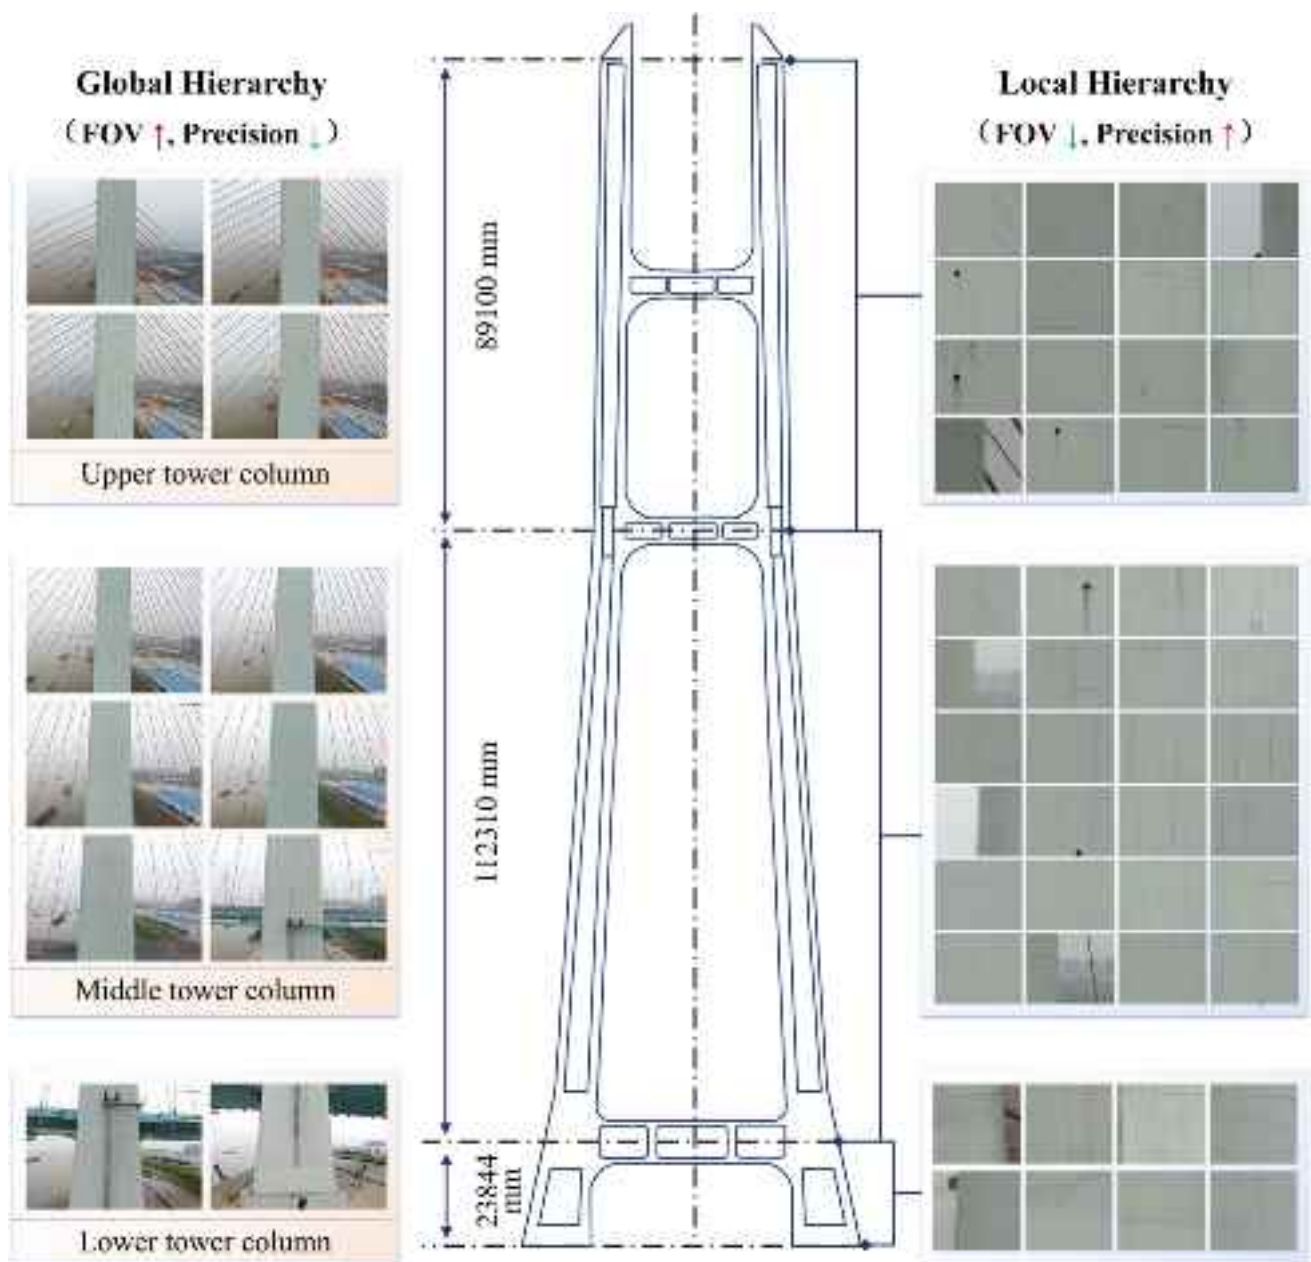 Global Hierarchy
(FOV ↑, Precision ↓)
Upper tower column
Middle tower column
Lower tower column
89100 mm
112310 mm
23844
mm
Local Hierarchy
(FOV ↓, Precision ↑)